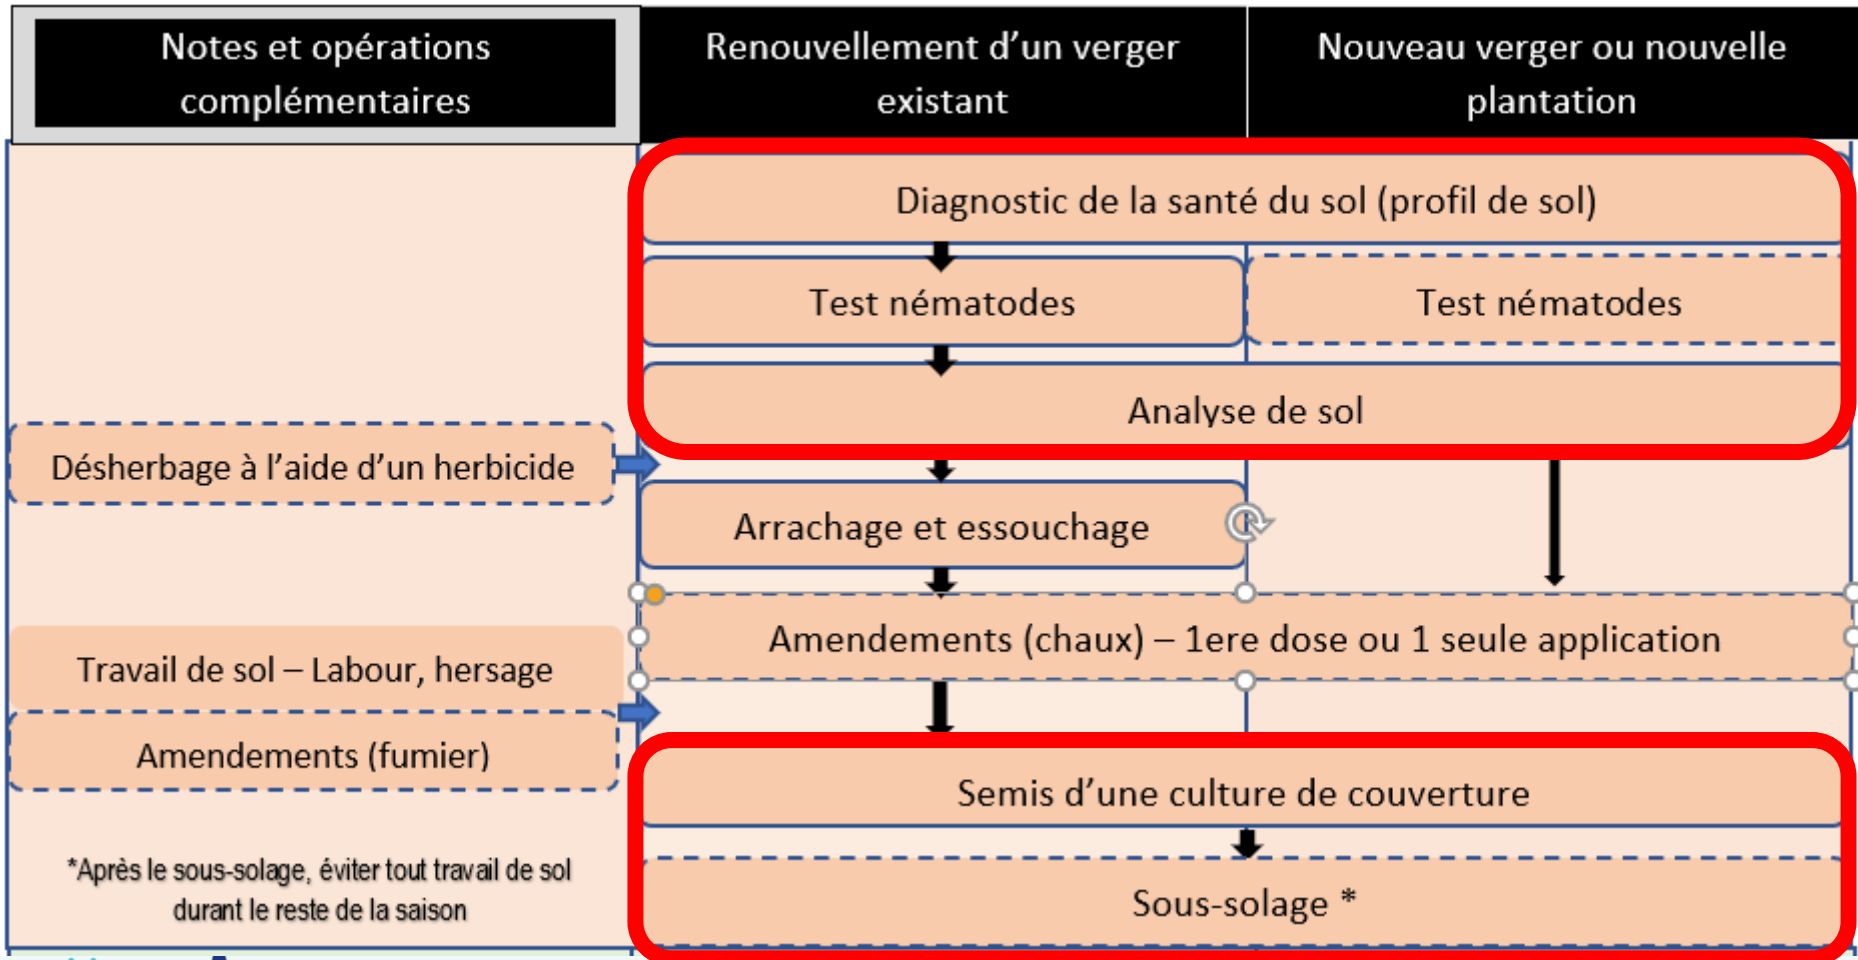 Notes et opérations
complémentaires
Renouvellement d’un verger
existant
Nouveau verger ou nouvelle
plantation
Diagnostic de la santé du sol (profil de sol)
Test nématodes
Test nématodes
Analyse de sol
Désherbage à l’aide d’un herbicide
Arrachage et essouchage
Amendements (chaux) – 1ere dose ou 1 seule application
Travail de sol – Labour, hersage
Amendements (fumier)
Semis d’une culture de couverture
*Après le sous-solage, éviter tout travail de sol
durant le reste de la saison
Sous-solage *